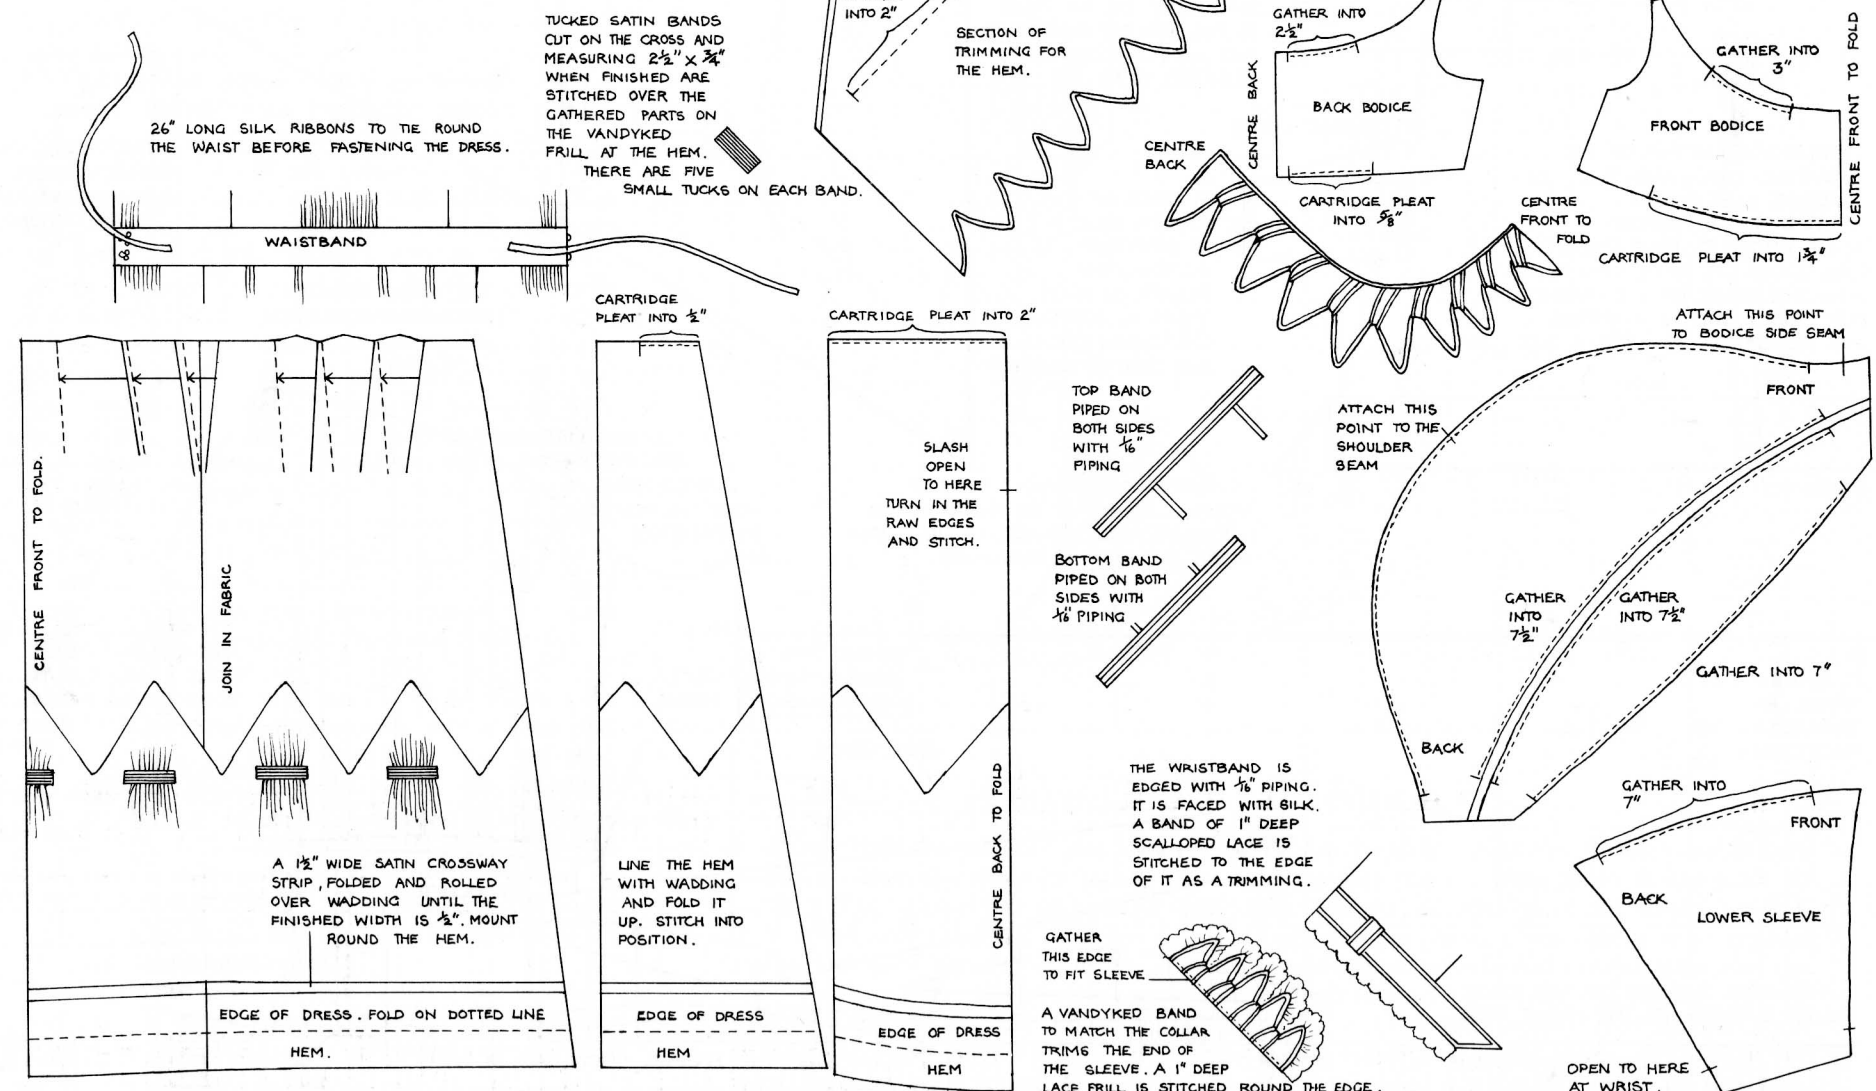 TUCKED SATIN BANDS
CUT ON THE CROSS AND
MEASURING 2½" X ¾"
WHEN FINISHED ARE
STITCHED OVER THE
GATHERED PARTS ON
THE VANDYKED
FRILL AT THE HEM.
THERE ARE FIVE
SMALL TUCKS ON EACH BAND.
INTO 2"
SECTION OF
TRIMMING FOR
THE HEM.
GATHER INTO
2½"
CENTRE BACK
BACK BODICE
CARTRIDGE PLEAT
INTO ⅝"
GATHER INTO
3"
FRONT BODICE
CENTRE FRONT TO FOLD
CARTRIDGE PLEAT INTO 1¾"
26" LONG SILK RIBBONS TO TIE ROUND
THE WAIST BEFORE FASTENING THE DRESS.
WAISTBAND
CENTRE
BACK
CENTRE
FRONT TO
FOLD
CENTRE FRONT TO FOLD.
JOIN IN FABRIC
A 1½" WIDE SATIN CROSSWAY
STRIP, FOLDED AND ROLLED
OVER WADDING UNTIL THE
FINISHED WIDTH IS ½". MOUNT
ROUND THE HEM.
EDGE OF DRESS. FOLD ON DOTTED LINE
HEM.
CARTRIDGE
PLEAT INTO ½"
LINE THE HEM
WITH WADDING
AND FOLD IT
UP. STITCH INTO
POSITION.
EDGE OF DRESS
HEM
CARTRIDGE PLEAT INTO 2"
SLASH
OPEN
TO HERE
TURN IN THE
RAW EDGES
AND STITCH.
CENTRE BACK TO FOLD
EDGE OF DRESS
HEM
TOP BAND
PIPED ON
BOTH SIDES
WITH 1/16"
PIPING
BOTTOM BAND
PIPED ON BOTH
SIDES WITH
1/16" PIPING
ATTACH THIS POINT
TO BODICE SIDE SEAM
FRONT
ATTACH THIS
POINT TO THE
SHOULDER
SEAM
GATHER
INTO
7½"
GATHER
INTO 7½"
GATHER INTO 7"
BACK
THE WRISTBAND IS
EDGED WITH 1/16" PIPING.
IT IS FACED WITH SILK.
A BAND OF 1" DEEP
SCALLOPED LACE IS
STITCHED TO THE EDGE
OF IT AS A TRIMMING.
GATHER
THIS EDGE
TO FIT SLEEVE
A VANDYKED BAND
TO MATCH THE COLLAR
TRIMS THE END OF
THE SLEEVE. A 1" DEEP
LACE FRILL IS STITCHED ROUND THE EDGE.
GATHER INTO
7"
FRONT
BACK
LOWER SLEEVE
OPEN TO HERE
AT WRIST.